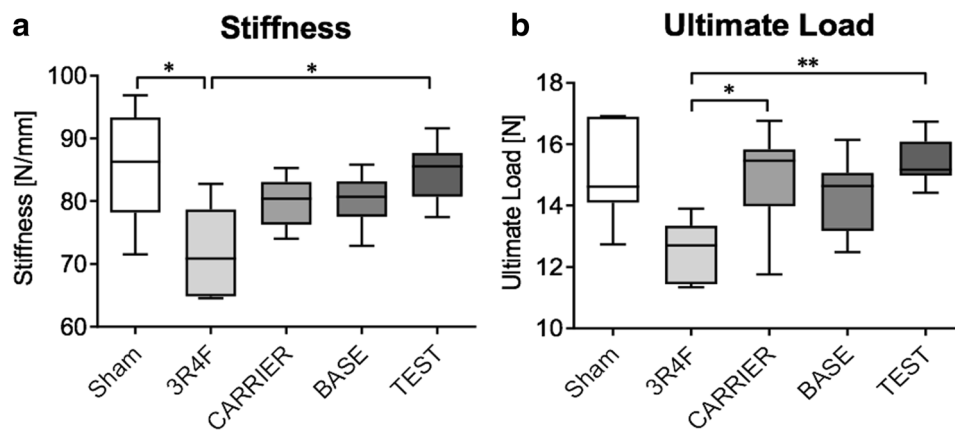 a Stiffness
* *
Stiffness [N/mm]
100
90
80
70
60
Sham 3R4F CARRIER BASE TEST
b Ultimate Load
**
*
Ultimate Load [N]
18
16
14
12
10
Sham 3R4F CARRIER BASE TEST